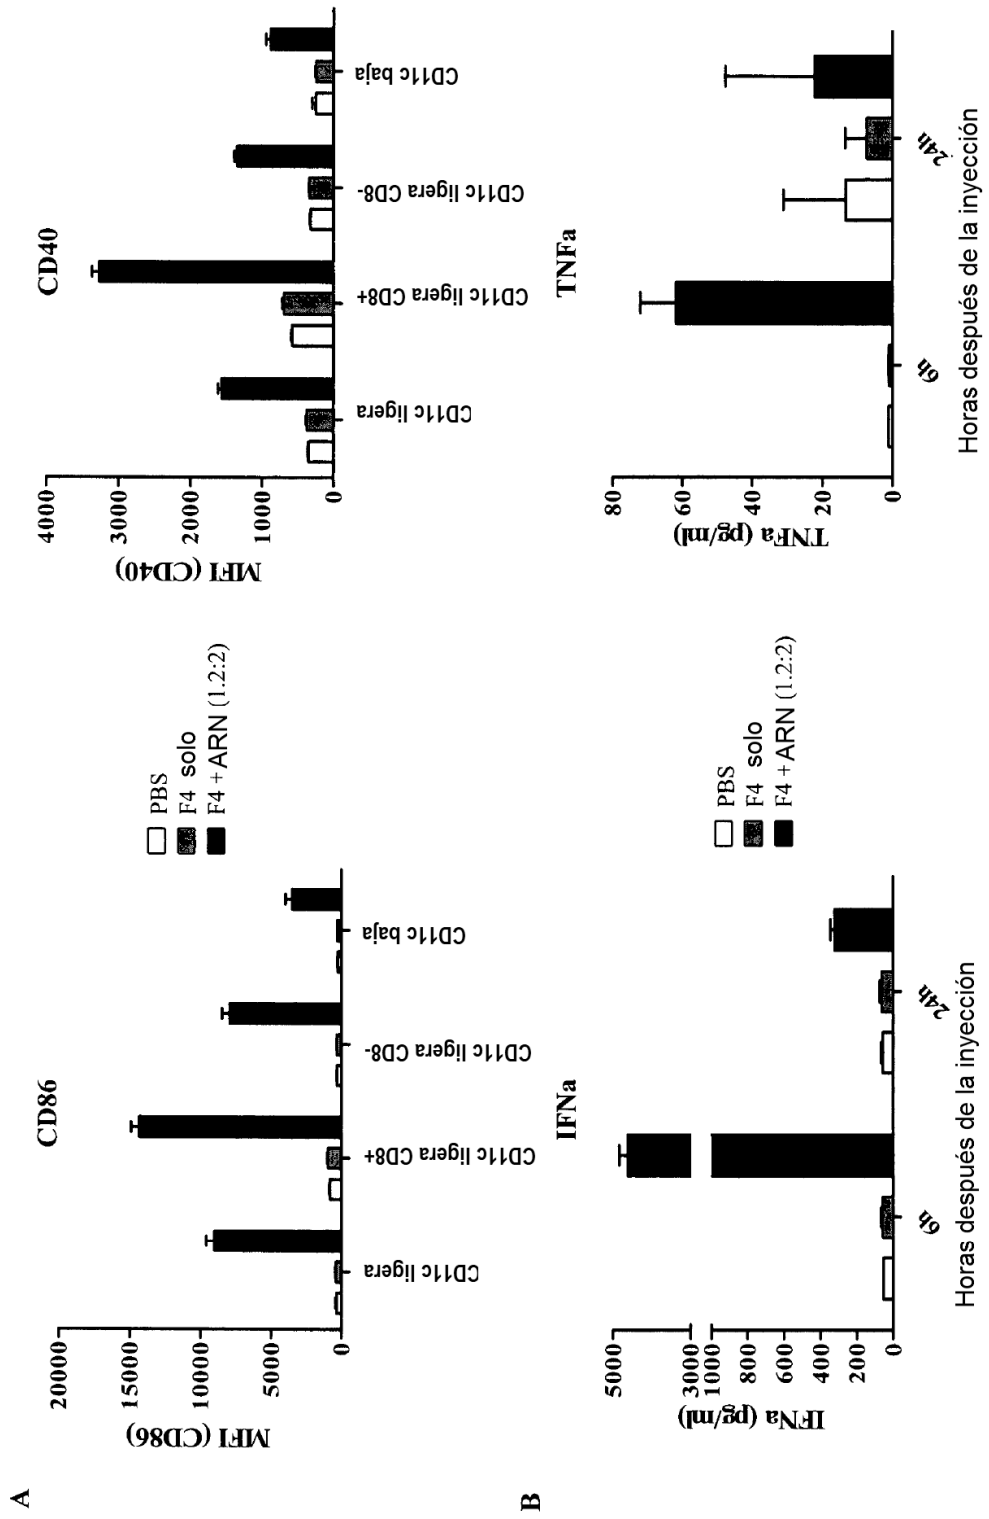 A
CD86
MFI (CD86)
20000
15000
10000
5000
0
CD11c ligera
CD11c ligera CD8+
CD11c ligera CD8-
CD11c baja
PBS
F4 solo
F4 + ARN (1.2:2)
CD40
MFI (CD40)
4000
3000
2000
1000
0
CD11c ligera
CD11c ligera CD8+
CD11c ligera CD8-
CD11c baja
B
IFNa
IFNa (pg/ml)
5000
3000
1000
800
600
400
200
0
6h
24h
Horas después de la inyección
PBS
F4 solo
F4 + ARN (1.2:2)
TNFa
TNFa (pg/ml)
80
60
40
20
0
6h
24h
Horas después de la inyección